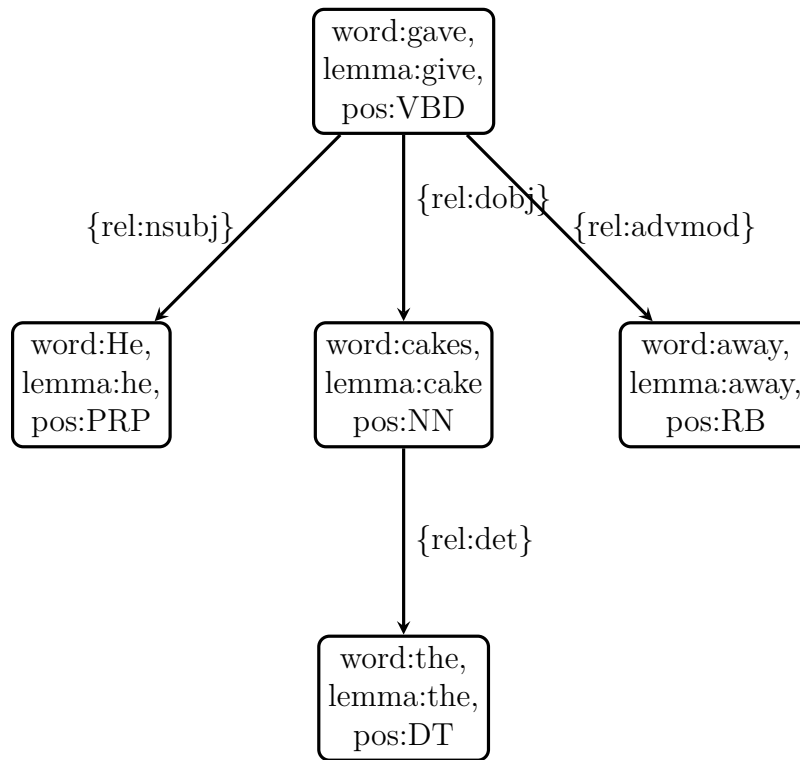 word:gave,
lemma:give,
pos:VBD
{rel:nsubj}
{rel:dobj}
{rel:advmod}
word:He,
lemma:he,
pos:PRP
word:cakes,
lemma:cake
pos:NN
word:away,
lemma:away,
pos:RB
{rel:det}
word:the,
lemma:the,
pos:DT